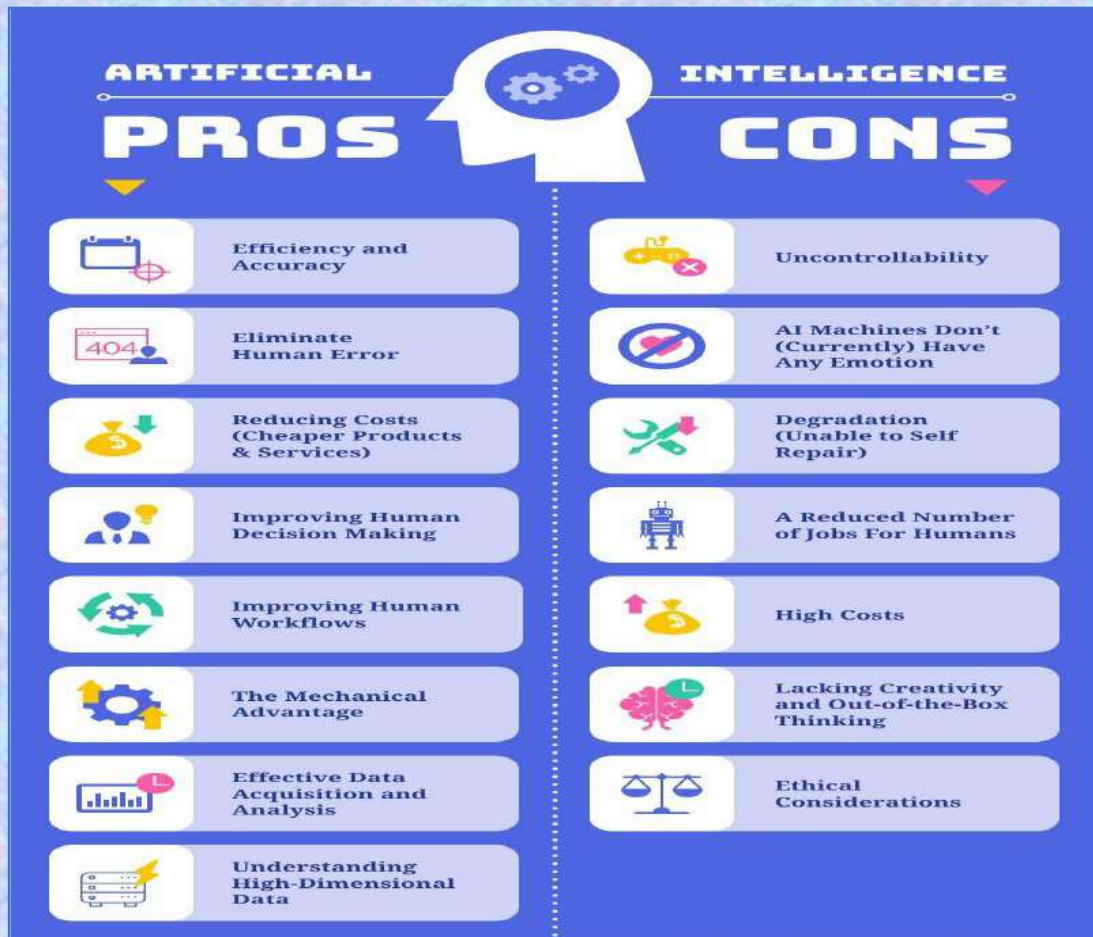 ARTIFICIAL
INTELLIGENCE
PROS
CONS
Efficiency and
Accuracy
Eliminate
Human Error
404
Reducing Costs
(Cheaper Products
& Services)
$
Improving Human
Decision Making
Improving Human
Workflows
The Mechanical
Advantage
Effective Data
Acquisition and
Analysis
Understanding
High-Dimensional
Data
Uncontrollability
AI Machines Don't
(Currently) Have
Any Emotion
Degradation
(Unable to Self
Repair)
A Reduced Number
of Jobs For Humans
High Costs
$
Lacking Creativity
and Out-of-the-Box
Thinking
Ethical
Considerations